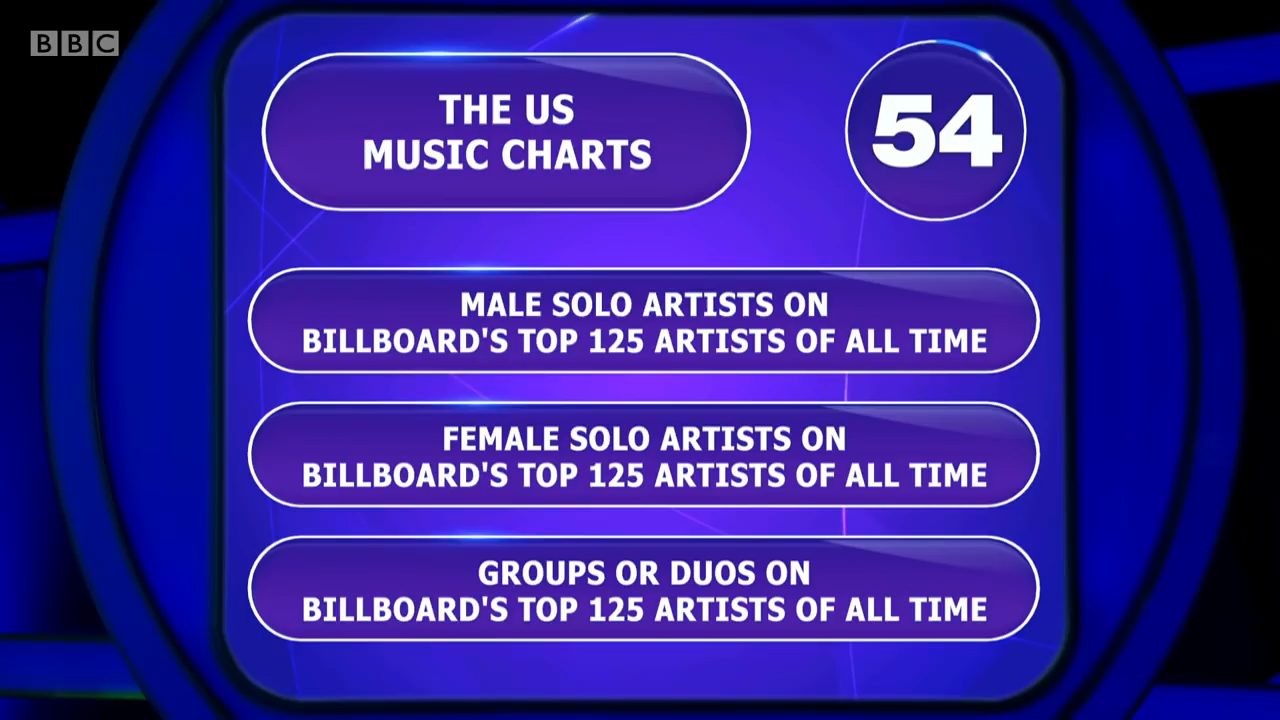 BBC
THE US
MUSIC CHARTS
54
MALE SOLO ARTISTS ON
BILLBOARD'S TOP 125 ARTISTS OF ALL TIME
FEMALE SOLO ARTISTS ON
BILLBOARD'S TOP 125 ARTISTS OF ALL TIME
GROUPS OR DUOS ON
BILLBOARD'S TOP 125 ARTISTS OF ALL TIME